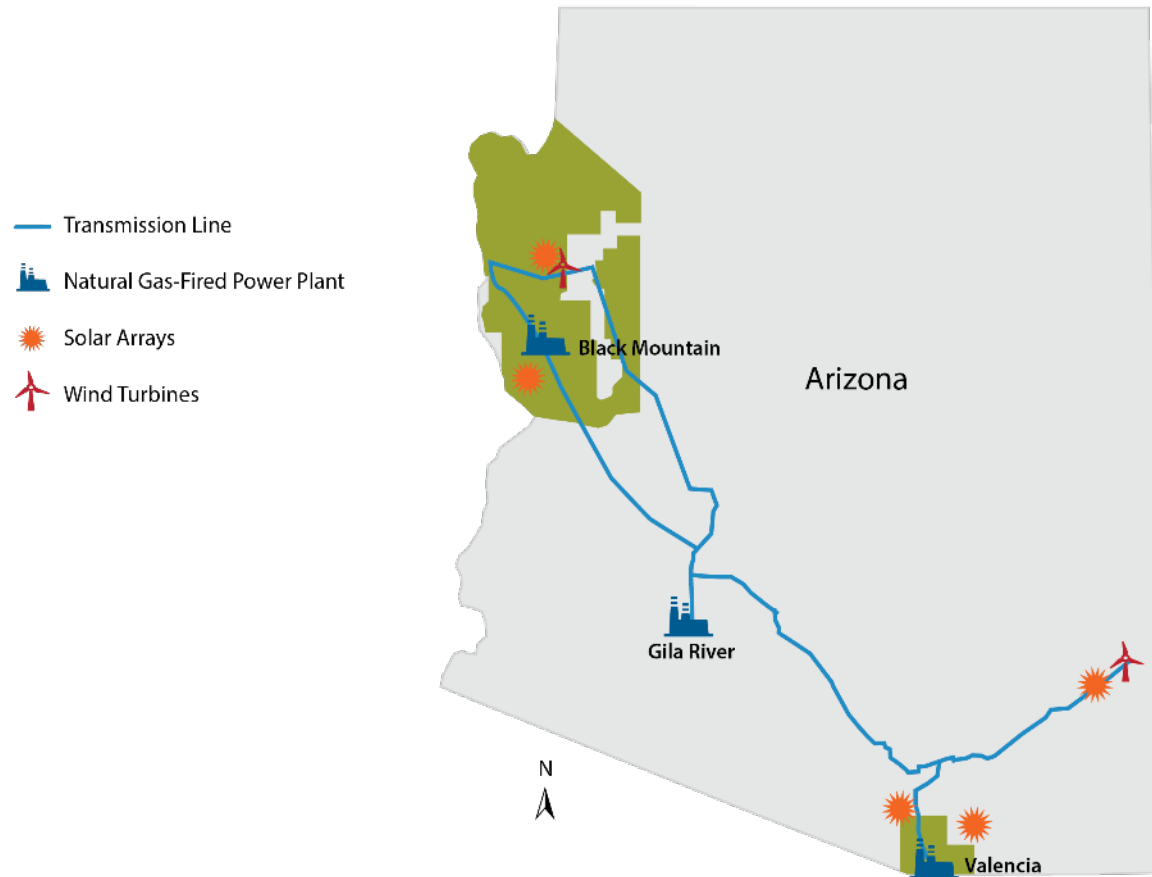 Transmission Line
Natural Gas-Fired Power Plant
Solar Arrays
Wind Turbines
Black Mountain
Arizona
Gila River
N
Valencia